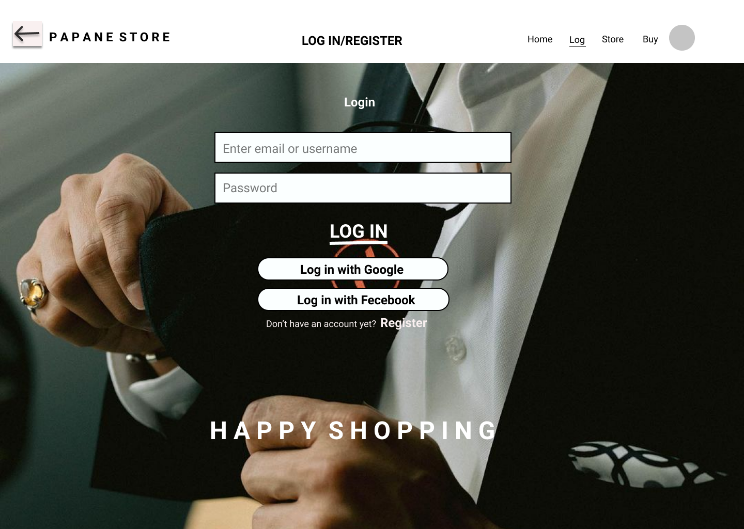 PAPANE STORE
LOG IN/REGISTER
Home Log Store Buy
Login
Enter email or username
Password
LOG IN
Log in with Google
Log in with Fecebook
Don't have an account yet? Register
HAPPY SHOPPING